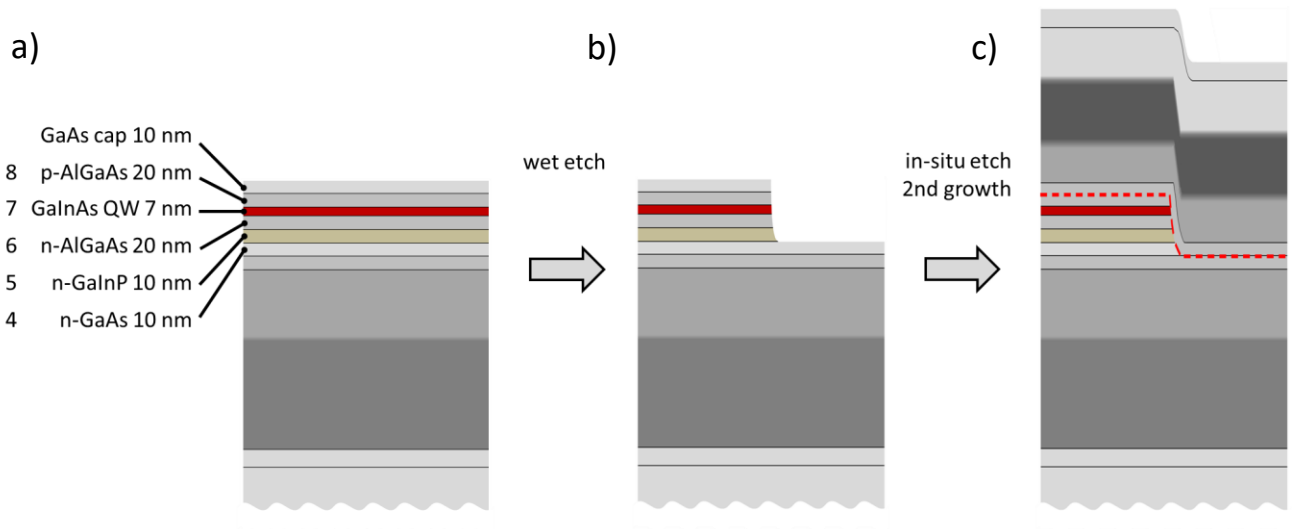 a)
b)
c)
GaAs cap 10 nm
8 p-AlGaAs 20 nm
7 GaInAs QW 7 nm
6 n-AlGaAs 20 nm
5 n-GaInP 10 nm
4 n-GaAs 10 nm
wet etch
in-situ etch
2nd growth